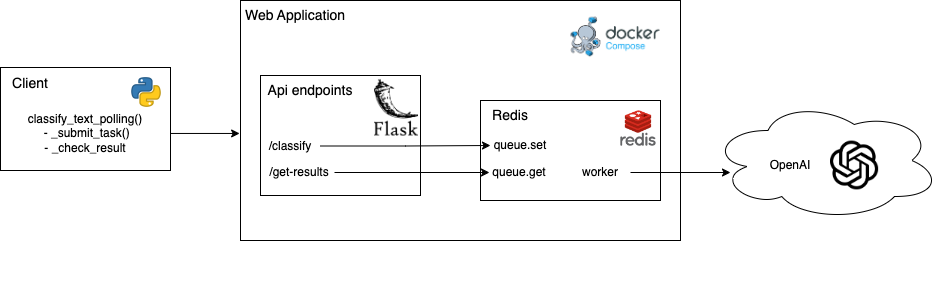 Web Application
docker
Compose
Client
classify_text_polling()
- _submit_task()
- _check_result
Api endpoints
Flask
/classify
/get-results
Redis
redis
queue.set
queue.get
worker
OpenAI